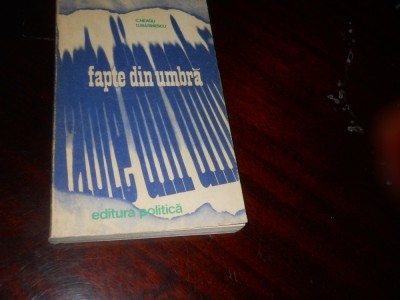 fapte din umbră
editura politică